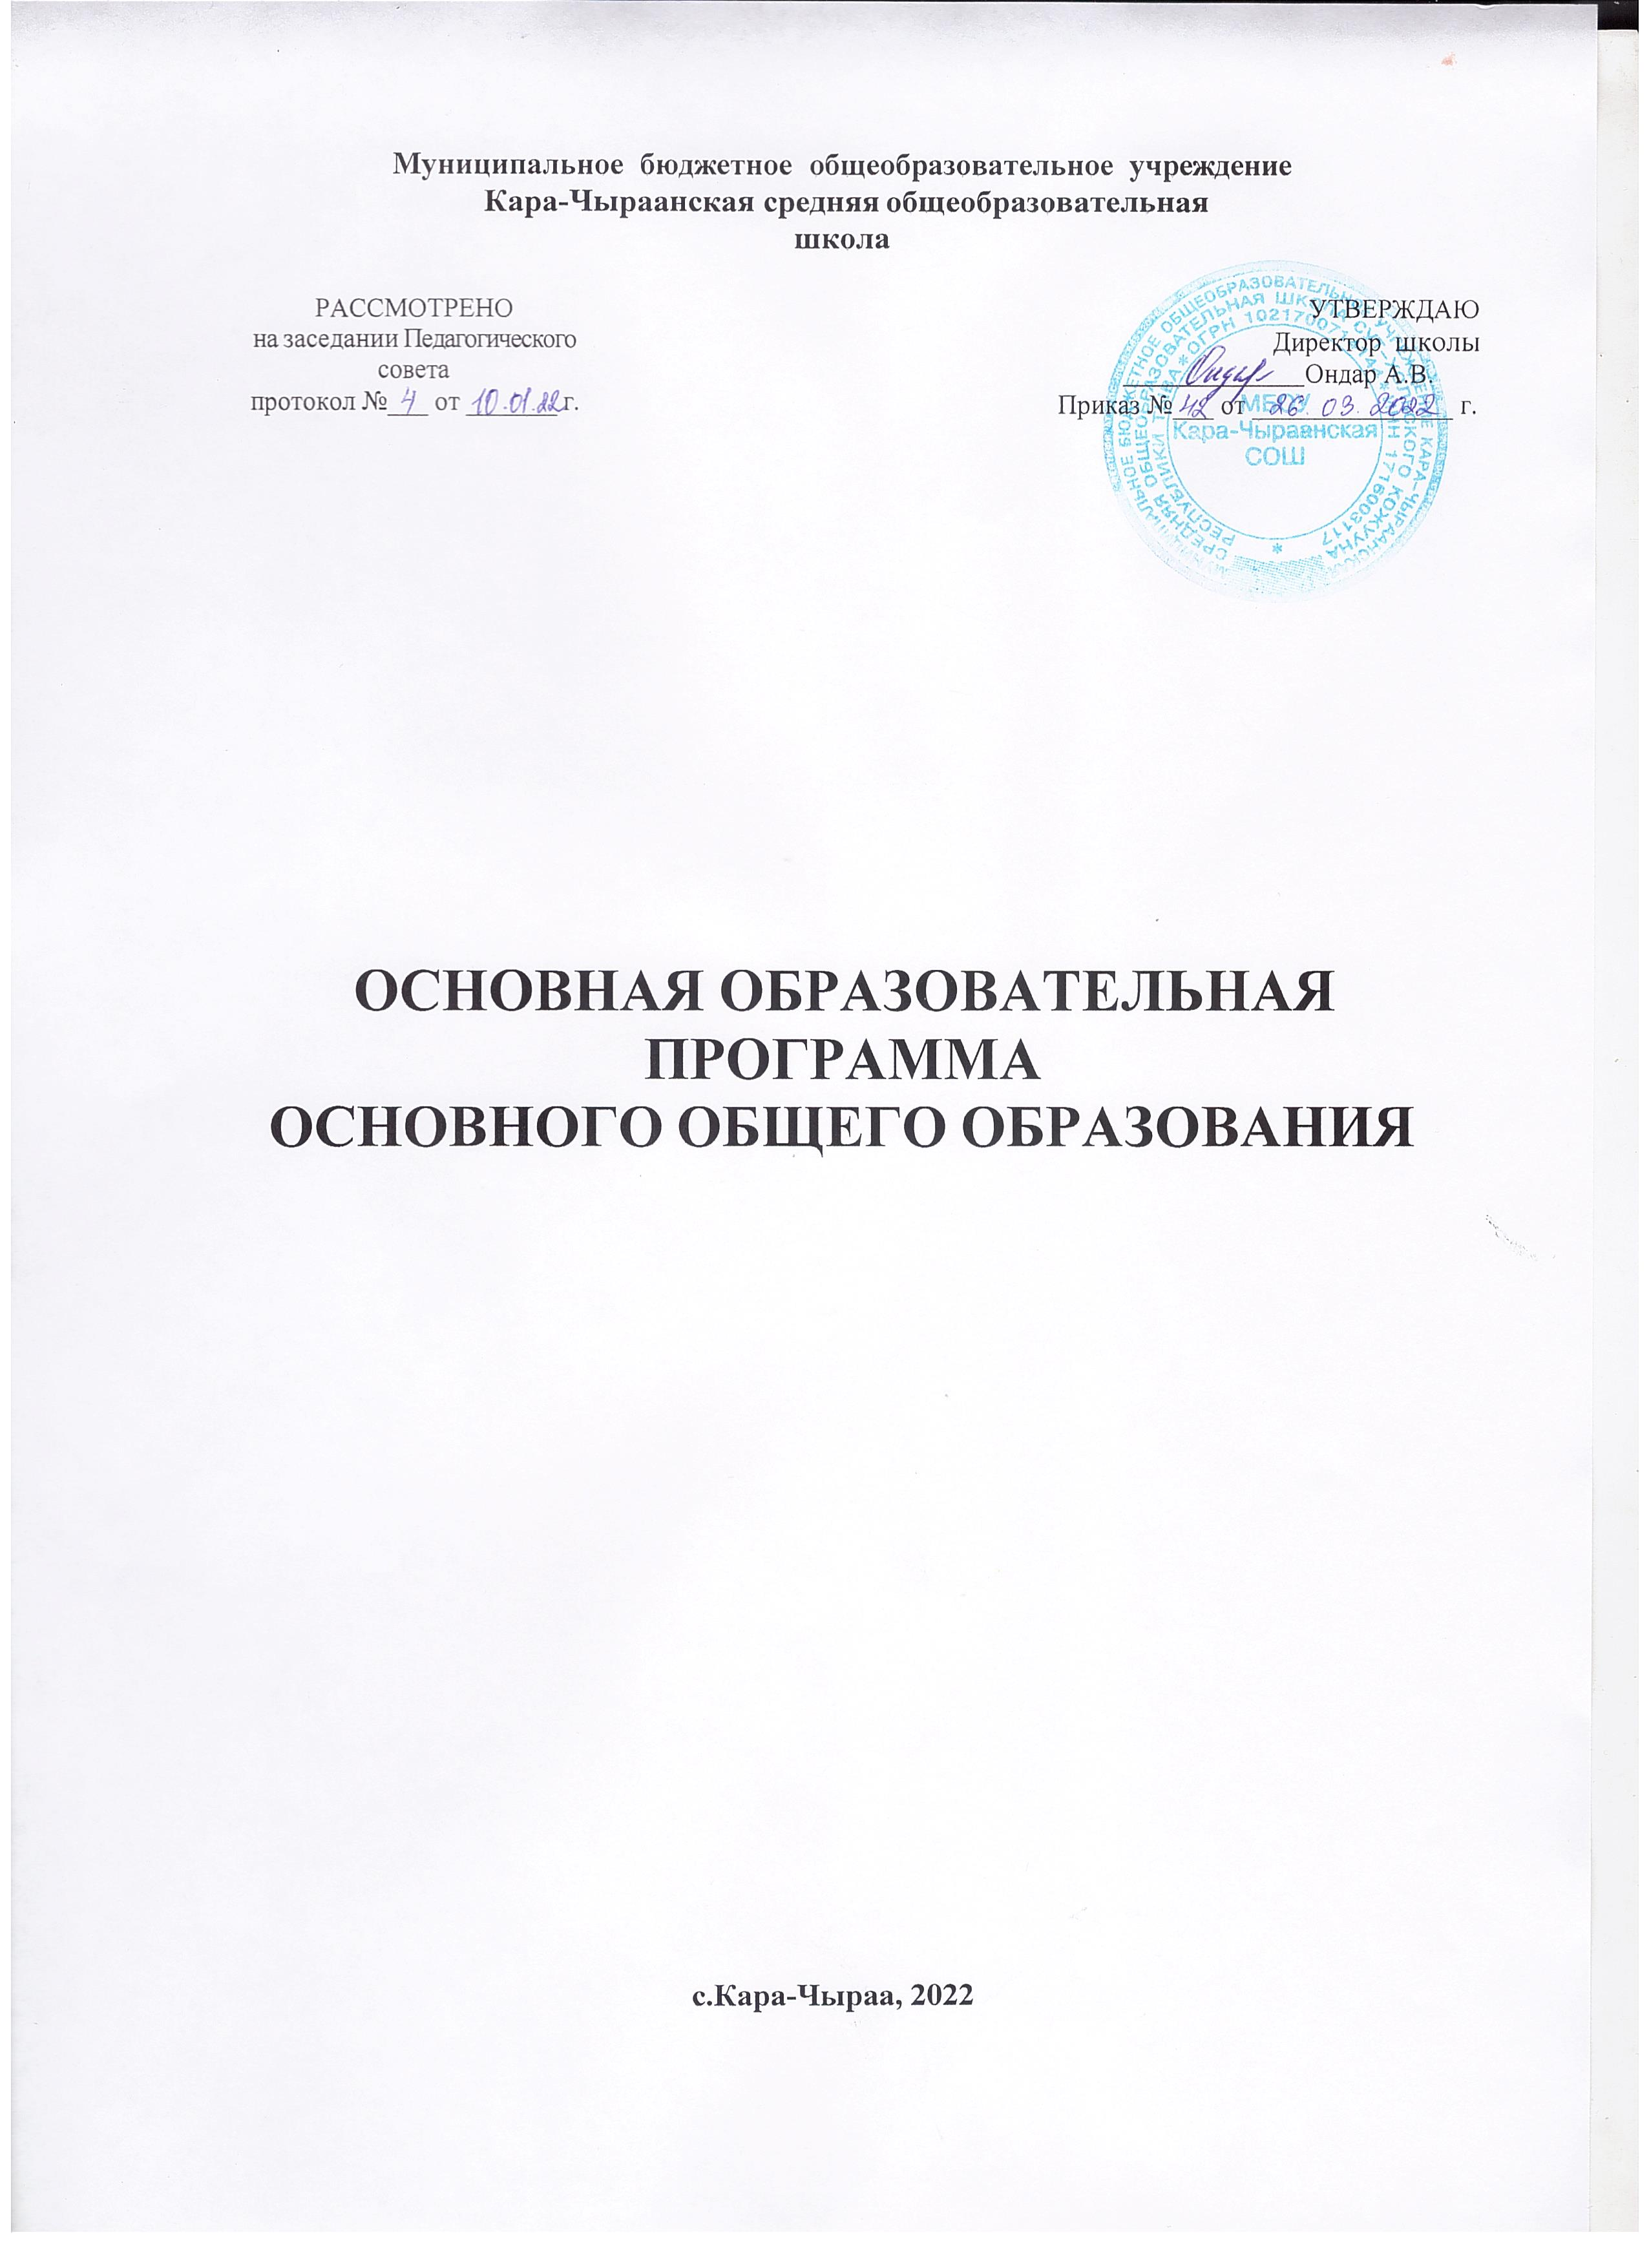 Муниципальное бюджетное общеобразовательное учреждение
Кара-Чыраанская средняя общеобразовательная
школа
РАССМОТРЕНО
на заседании Педагогического
совета
протокол № 4 от 10.01.22г.
УТВЕРЖДАЮ
Директор школы
Ондар А.В.
Приказ № 42 от 26. 03. 2022 г.
МБОУ
Кара-Чыраанская
СОШ
ОСНОВНАЯ ОБРАЗОВАТЕЛЬНАЯ
ПРОГРАММА
ОСНОВНОГО ОБЩЕГО ОБРАЗОВАНИЯ
с.Кара-Чыраа, 2022